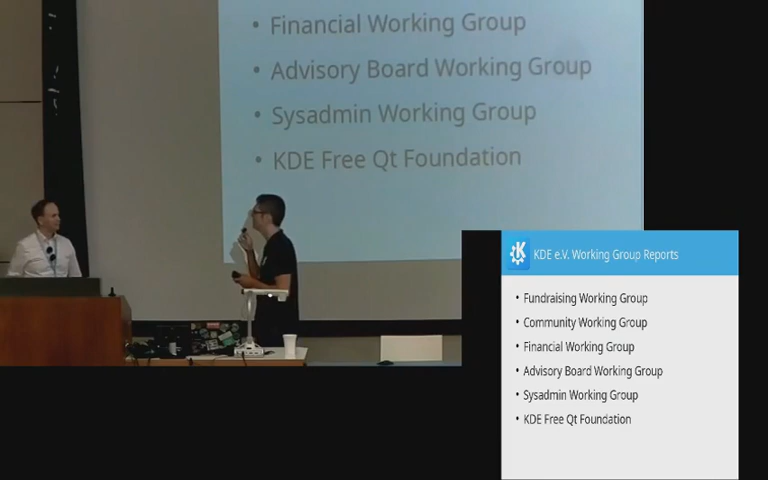 • Financial Working Group
• Advisory Board Working Group
• Sysadmin Working Group
• KDE Free Qt Foundation
KDE e.V. Working Group Reports
• Fundraising Working Group
• Community Working Group
• Financial Working Group
• Advisory Board Working Group
• Sysadmin Working Group
• KDE Free Qt Foundation